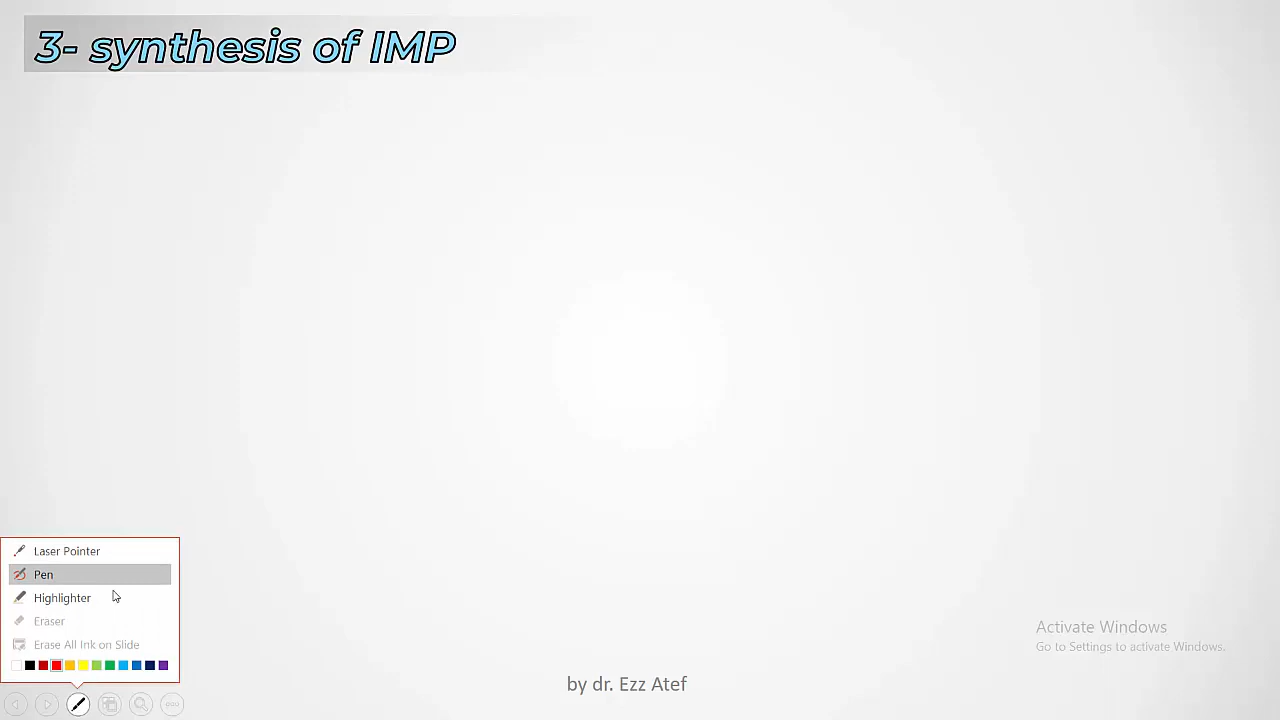 3- synthesis of IMP
Laser Pointer
Pen
Highlighter
Eraser
Erase All Ink on Slide
Activate Windows
Go to Settings to activate Windows.
by dr. Ezz Atef